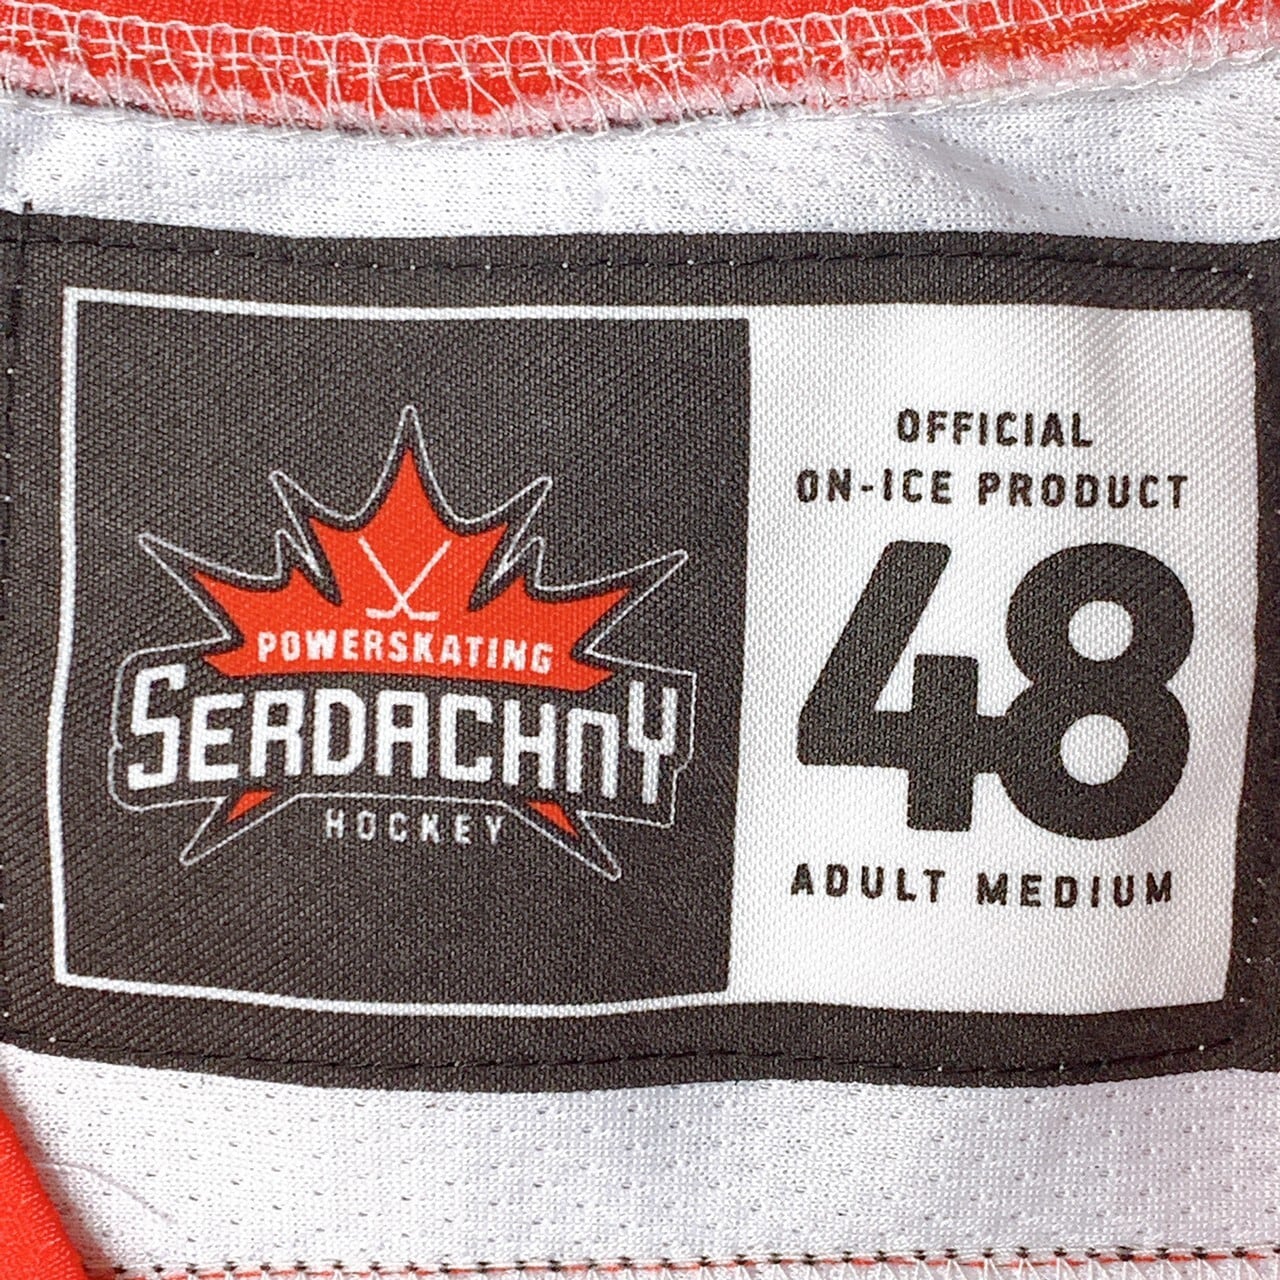 POWERSKATING
SERDACHNY
HOCKEY
OFFICIAL
ON-ICE PRODUCT
48
ADULT MEDIUM